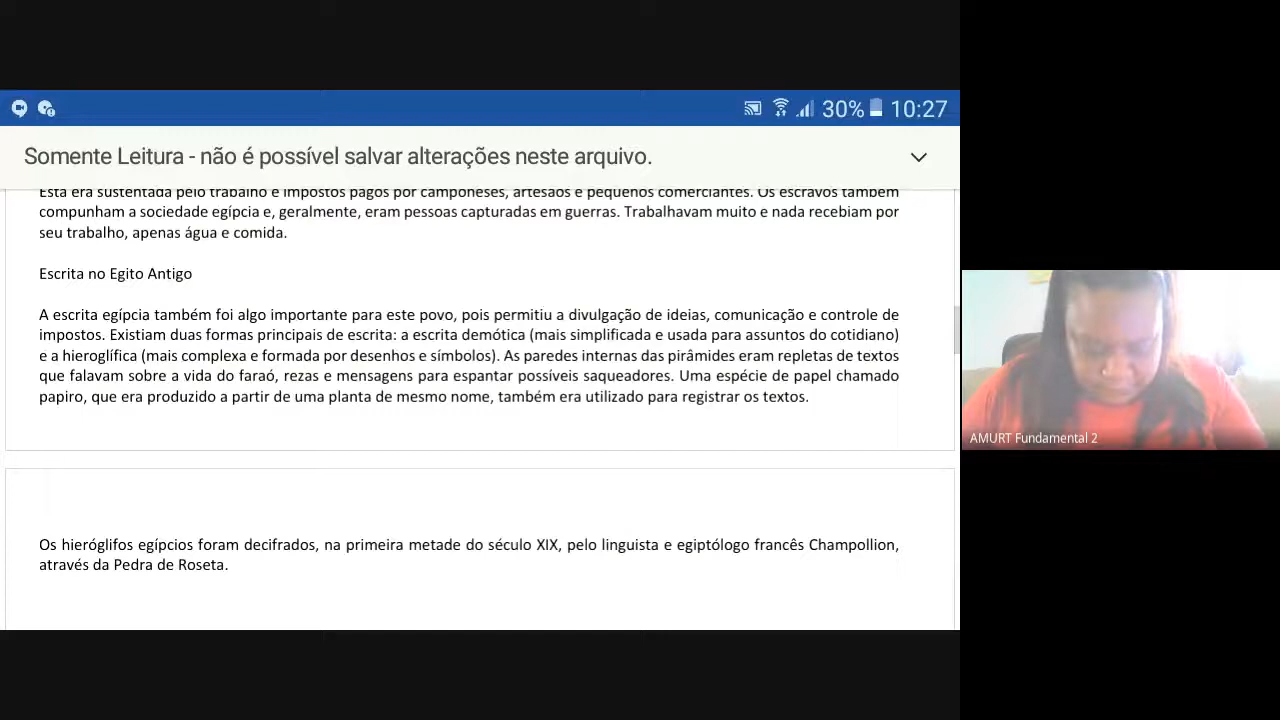 30% 10:27
Somente Leitura - não é possível salvar alterações neste arquivo.
Esta era sustentada pelo trabalho e impostos pagos por camponeses, artesãos e pequenos comerciantes. Os escravos também
compunham a sociedade egípcia e, geralmente, eram pessoas capturadas em guerras. Trabalhavam muito e nada recebiam por
seu trabalho, apenas água e comida.
Escrita no Egito Antigo
A escrita egípcia também foi algo importante para este povo, pois permitiu a divulgação de ideias, comunicação e controle de
impostos. Existiam duas formas principais de escrita: a escrita demótica (mais simplificada e usada para assuntos do cotidiano)
e a hieroglífica (mais complexa e formada por desenhos e símbolos). As paredes internas das pirâmides eram repletas de textos
que falavam sobre a vida do faraó, rezas e mensagens para espantar possíveis saqueadores. Uma espécie de papel chamado
papiro, que era produzido a partir de uma planta de mesmo nome, também era utilizado para registrar os textos.
Os hieróglifos egípcios foram decifrados, na primeira metade do século XIX, pelo linguista e egiptólogo francês Champollion,
através da Pedra de Roseta.
AMURT Fundamental 2